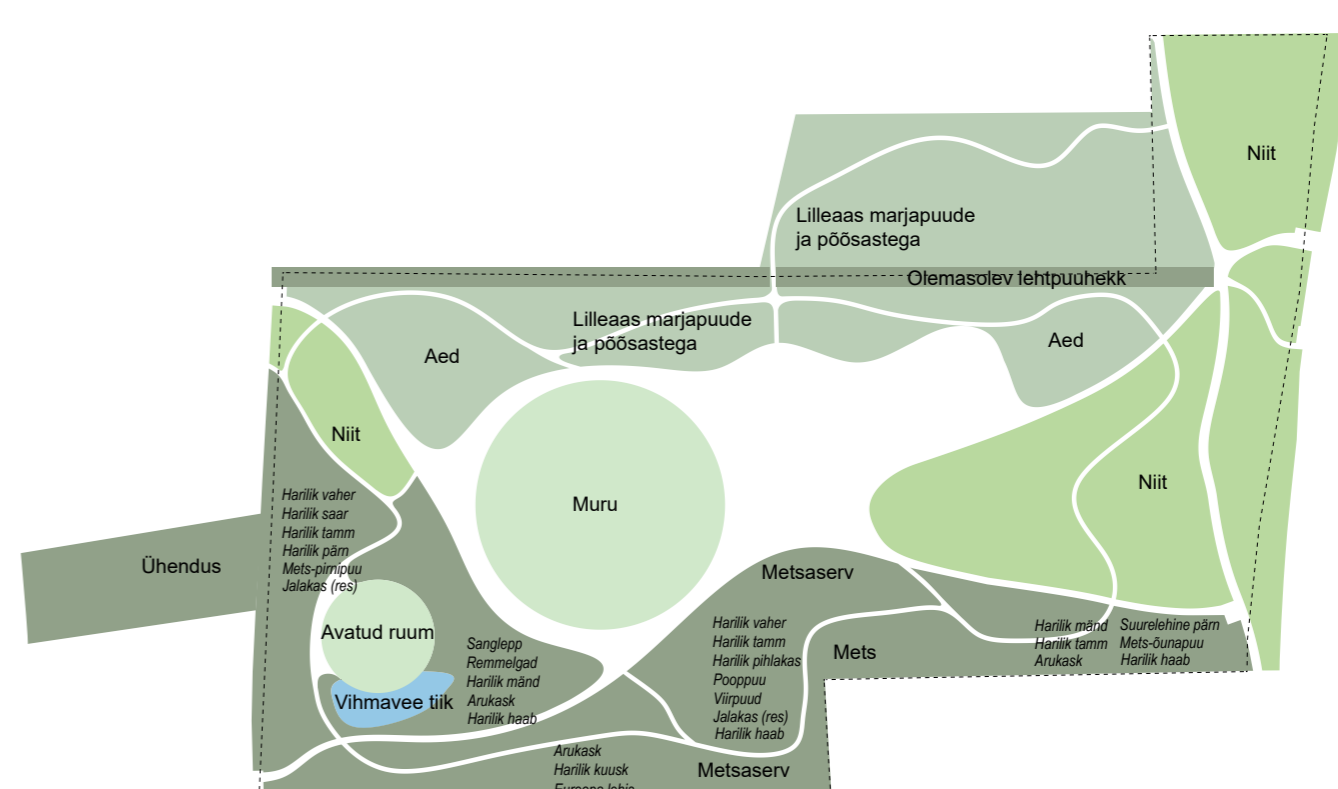 Niit
Lilleaas marjapuude
ja põõsastega
Olemasolev lehtpuuhekk
Lilleaas marjapuude
ja põõsastega
Aed
Aed
Niit
Niit
Muru
Harilik vaher
Harilik saar
Harilik tamm
Harilik pärn
Mets-pirnipuu
Jalakas (res)
Ühendus
Avatud ruum
Vihmavee tiik
Sanglepp
Remmelgad
Harilik mänd
Arukask
Harilik haab
Metsaserv
Harilik vaher
Harilik tamm
Harilik pihlakas
Pooppuu
Viirpuud
Jalakas (res)
Harilik haab
Mets
Harilik mänd
Harilik tamm
Arukask
Suurelehine pärn
Mets-õunapuu
Harilik haab
Arukask
Harilik kuusk
Metsaserv